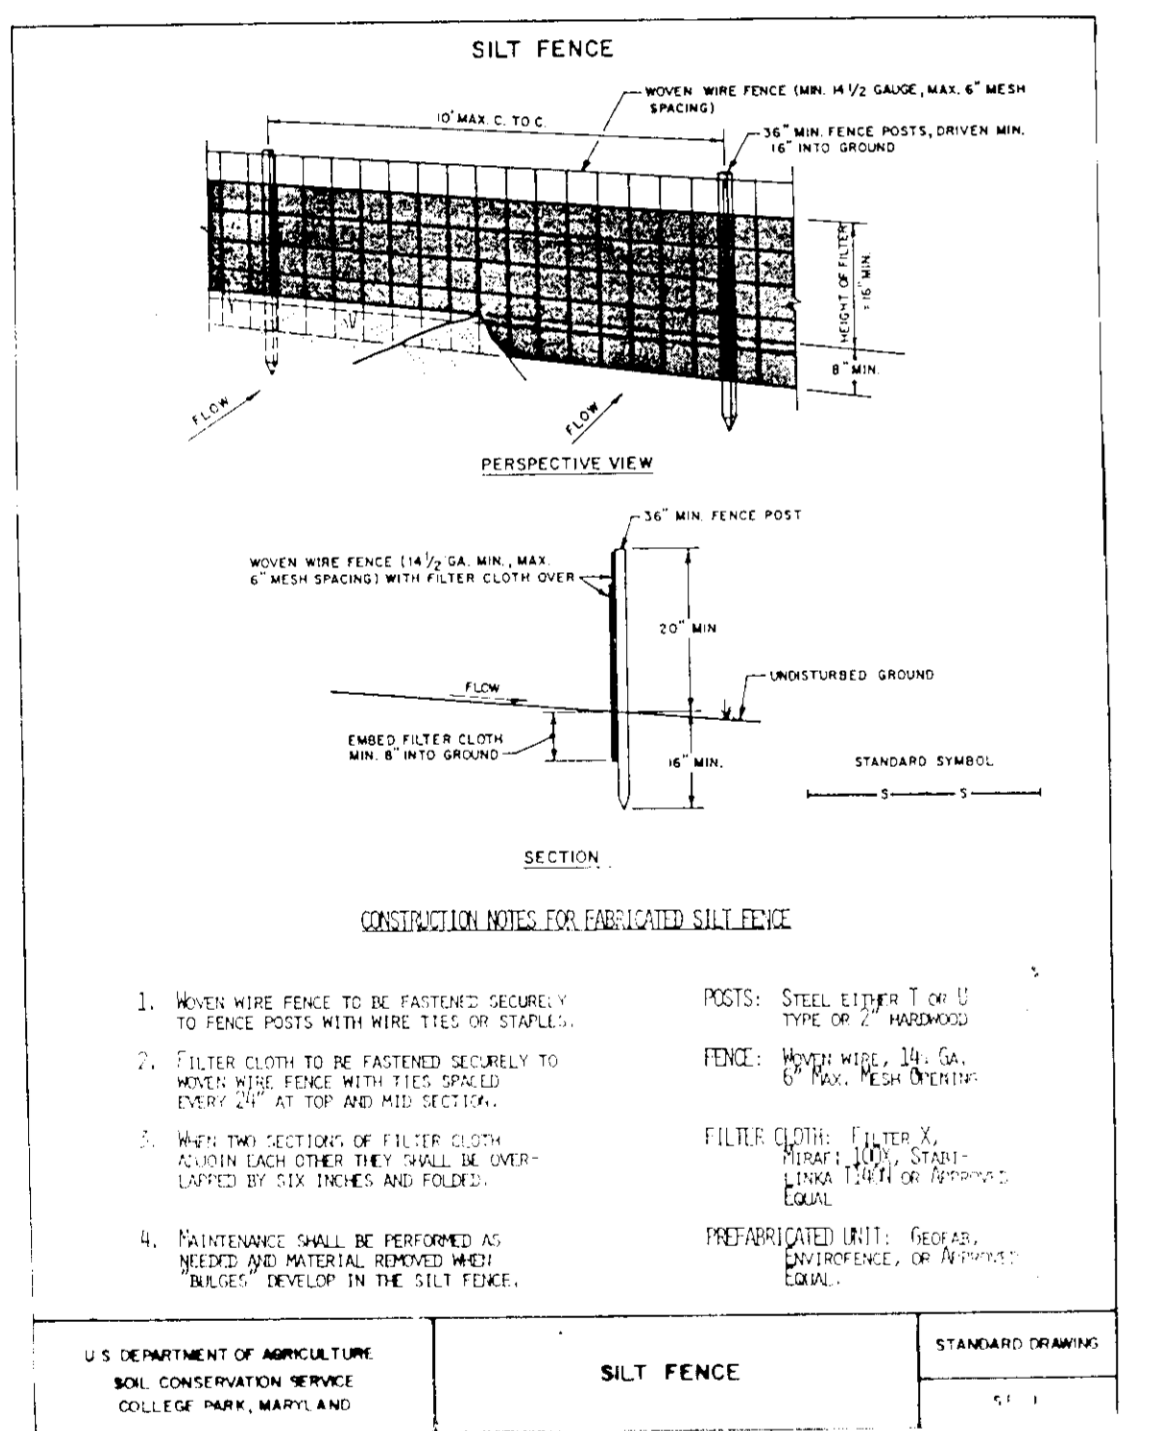 SILT FENCE
WOVEN WIRE FENCE (MIN. 14 1/2 GAUGE, MAX. 6" MESH
SPACING)
10' MAX. C. TO C.
36" MIN. FENCE POSTS, DRIVEN MIN.
16" INTO GROUND
HEIGHT OF FILTER
=16" MIN.
8" MIN.
FLOW
FLOW
PERSPECTIVE VIEW
36" MIN. FENCE POST
WOVEN WIRE FENCE (14 1/2 GA. MIN., MAX.
6" MESH SPACING) WITH FILTER CLOTH OVER
20" MIN
UNDISTURBED GROUND
FLOW
EMBED FILTER CLOTH
MIN. 8" INTO GROUND
16" MIN.
STANDARD SYMBOL
S S
SECTION
CONSTRUCTION NOTES FOR FABRICATED SILT FENCE
1. WOVEN WIRE FENCE TO BE FASTENED SECURELY
TO FENCE POSTS WITH WIRE TIES OR STAPLES.
2. FILTER CLOTH TO BE FASTENED SECURELY TO
WOVEN WIRE FENCE WITH TIES SPACED
EVERY 24" AT TOP AND MID SECTION.
3. WHEN TWO SECTIONS OF FILTER CLOTH
ADJOIN EACH OTHER THEY SHALL BE OVER-
LAPPED BY SIX INCHES AND FOLDED.
4. MAINTENANCE SHALL BE PERFORMED AS
NEEDED AND MATERIAL REMOVED WHEN
"BULGES" DEVELOP IN THE SILT FENCE.
POSTS: STEEL EITHER T OR U
TYPE OR 2" HARDWOOD
FENCE: WOVEN WIRE, GA.
6" MAX. MESH OPENING
FILTER CLOTH: FILTER X,
MIRAFI 100X, STABI-
LINKA T140N OR APPROVED
EQUAL
PREFABRICATED UNIT: GEOFAB,
ENVIROFENCE, OR APPROVED
EQUAL.
U S DEPARTMENT OF AGRICULTURE
SOIL CONSERVATION SERVICE
COLLEGE PARK, MARYLAND
SILT FENCE
STANDARD DRAWING